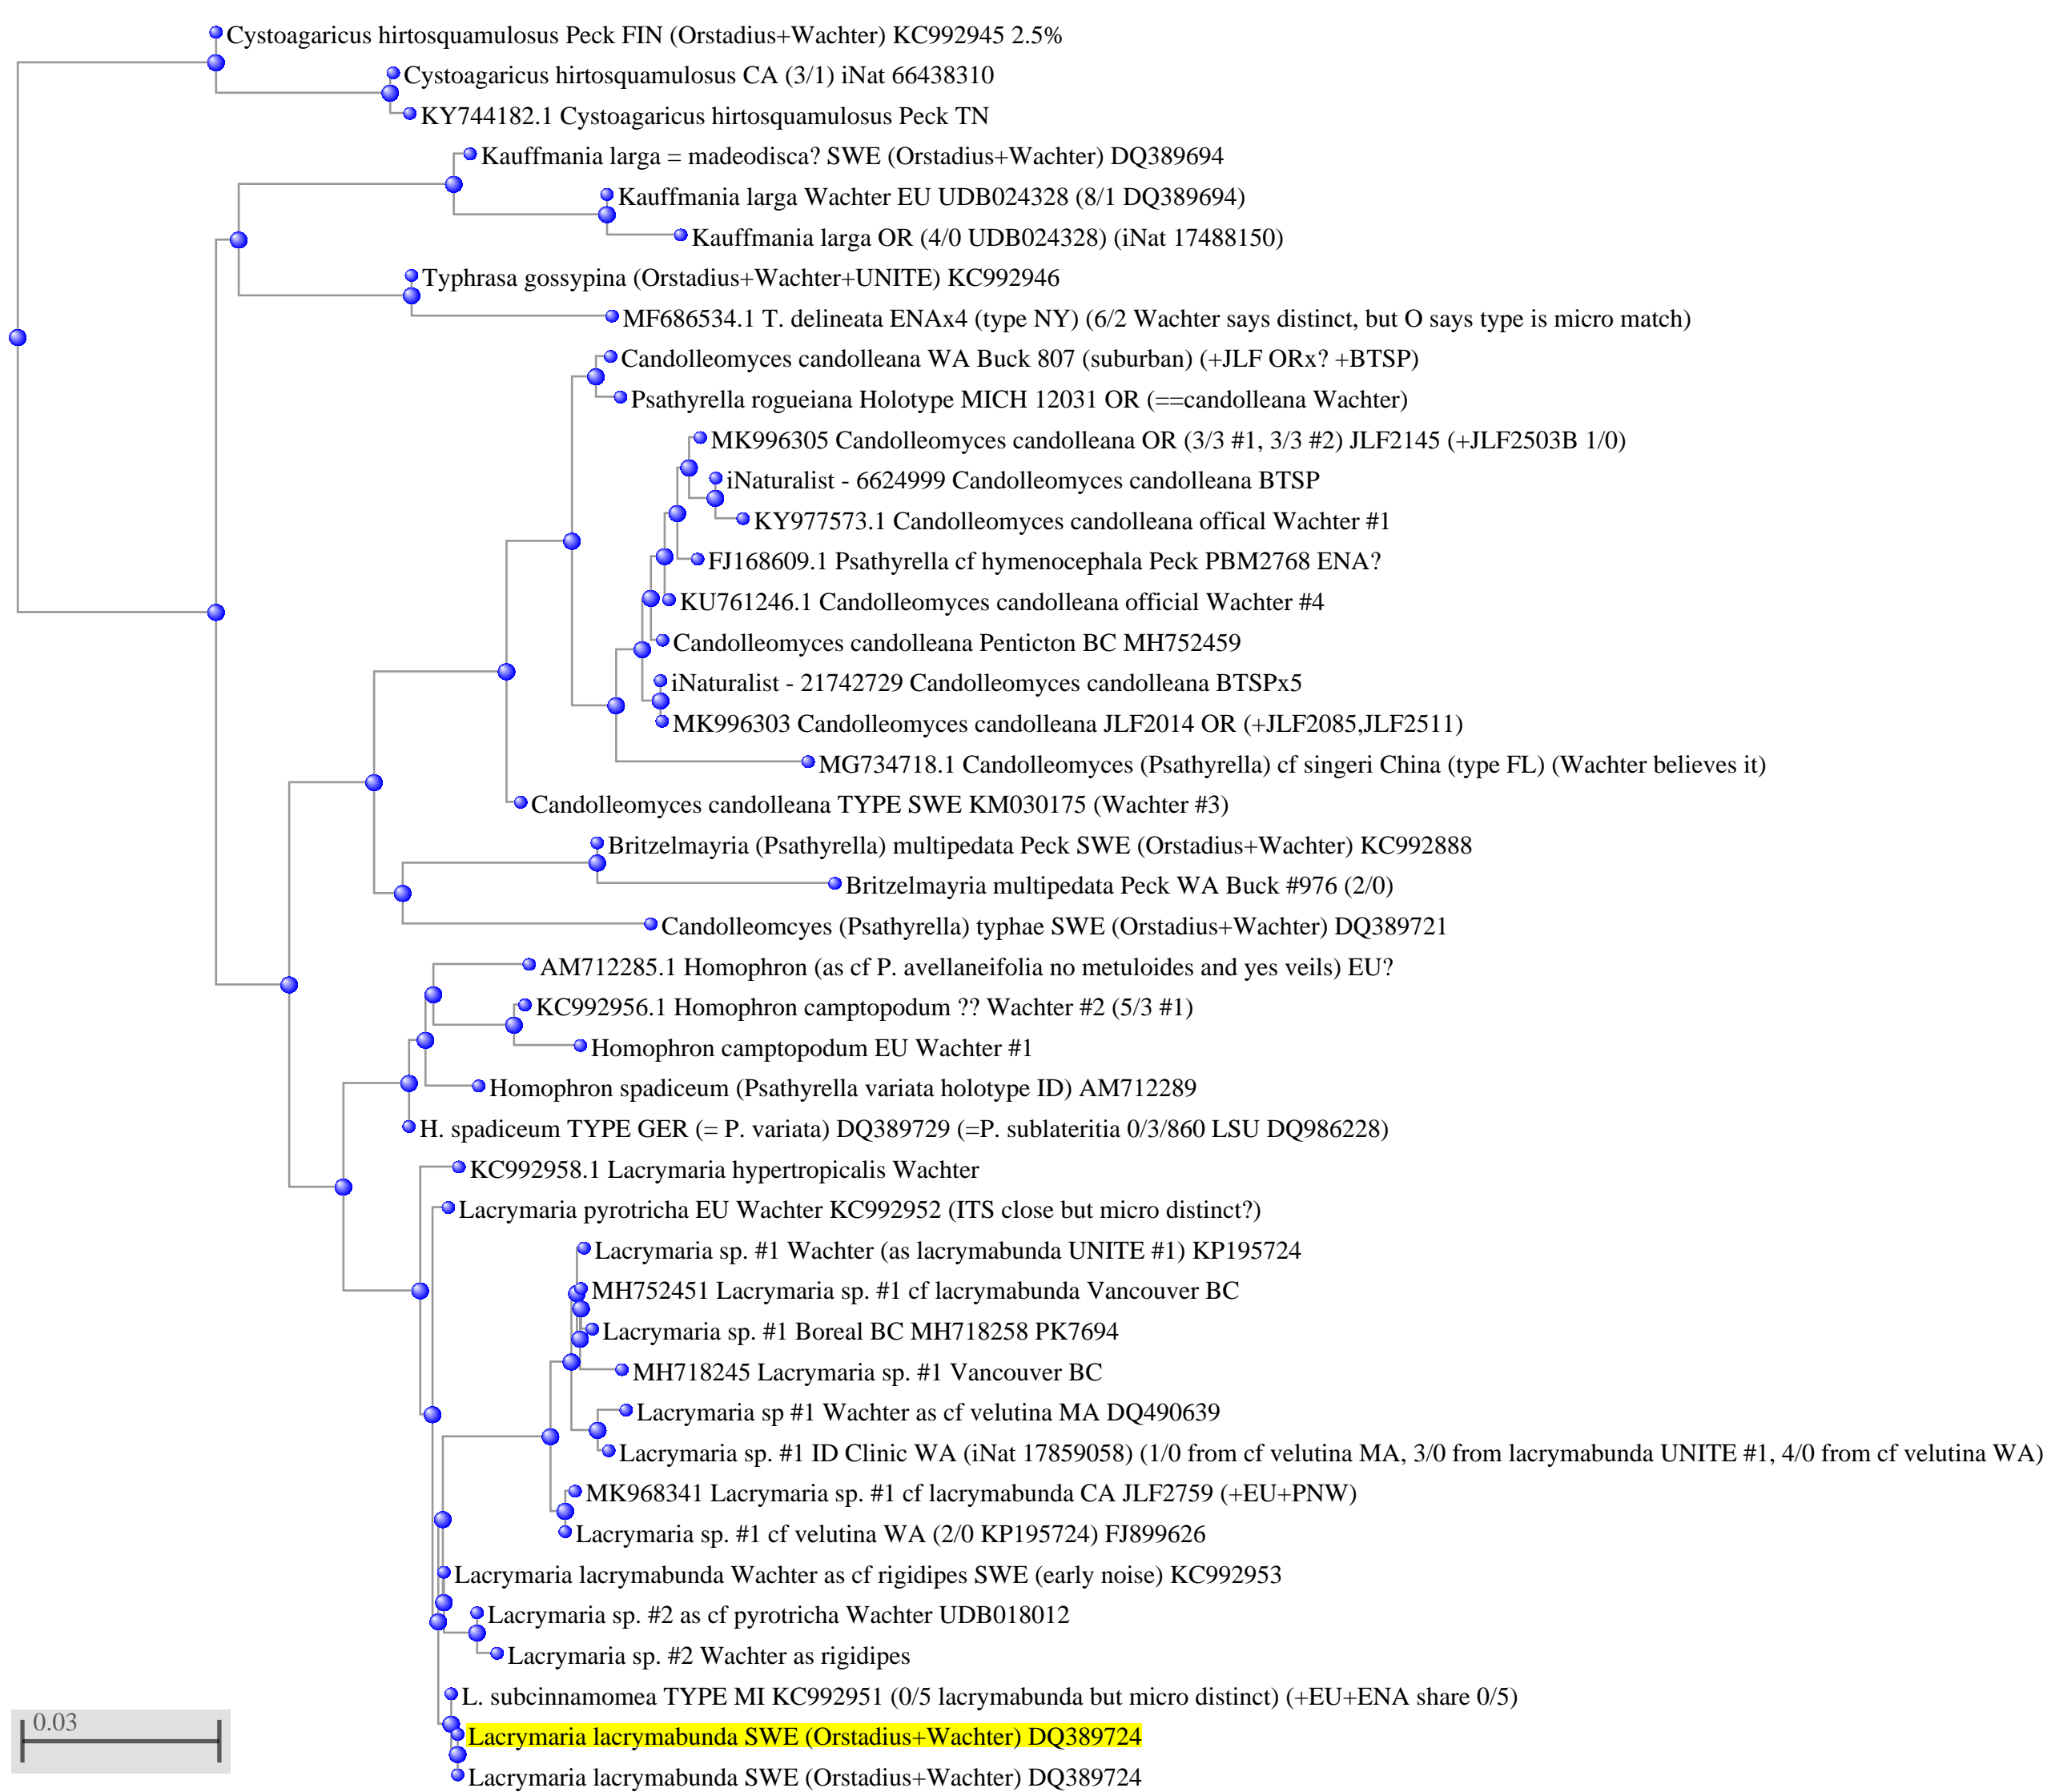 Cystoagaricus hirtosquamulosus Peck FIN (Orstadius+Wachter) KC992945 2.5%
Cystoagaricus hirtosquamulosus CA (3/1) iNat 66438310
KY744182.1 Cystoagaricus hirtosquamulosus Peck TN
Kauffmania larga = madeodisca? SWE (Orstadius+Wachter) DQ389694
Kauffmania larga Wachter EU UDB024328 (8/1 DQ389694)
Kauffmania larga OR (4/0 UDB024328) (iNat 17488150)
Typhrasa gossypina (Orstadius+Wachter+UNITE) KC992946
MF686534.1 T. delineata ENAx4 (type NY) (6/2 Wachter says distinct, but O says type is micro match)
Candolleomyces candolleana WA Buck 807 (suburban) (+JLF ORx? +BTSP)
Psathyrella rogueiana Holotype MICH 12031 OR (==candolleana Wachter)
MK996305 Candolleomyces candolleana OR (3/3 #1, 3/3 #2) JLF2145 (+JLF2503B 1/0)
iNaturalist - 6624999 Candolleomyces candolleana BTSP
KY977573.1 Candolleomyces candolleana offical Wachter #1
FJ168609.1 Psathyrella cf hymenocephala Peck PBM2768 ENA?
KU761246.1 Candolleomyces candolleana official Wachter #4
Candolleomyces candolleana Penticton BC MH752459
iNaturalist - 21742729 Candolleomyces candolleana BTSPx5
MK996303 Candolleomyces candolleana JLF2014 OR (+JLF2085,JLF2511)
MG734718.1 Candolleomyces (Psathyrella) cf singeri China (type FL) (Wachter believes it)
Candolleomyces candolleana TYPE SWE KM030175 (Wachter #3)
Britzelmayria (Psathyrella) multipedata Peck SWE (Orstadius+Wachter) KC992888
Britzelmayria multipedata Peck WA Buck #976 (2/0)
Candolleomcyes (Psathyrella) typhae SWE (Orstadius+Wachter) DQ389721
AM712285.1 Homophron (as cf P. avellaneifolia no metuloides and yes veils) EU?
KC992956.1 Homophron camptopodum ?? Wachter #2 (5/3 #1)
Homophron camptopodum EU Wachter #1
Homophron spadiceum (Psathyrella variata holotype ID) AM712289
H. spadiceum TYPE GER (= P. variata) DQ389729 (=P. sublateritia 0/3/860 LSU DQ986228)
KC992958.1 Lacrymaria hypertropicalis Wachter
Lacrymaria pyrotricha EU Wachter KC992952 (ITS close but micro distinct?)
Lacrymaria sp. #1 Wachter (as lacrymabunda UNITE #1) KP195724
MH752451 Lacrymaria sp. #1 cf lacrymabunda Vancouver BC
Lacrymaria sp. #1 Boreal BC MH718258 PK7694
MH718245 Lacrymaria sp. #1 Vancouver BC
Lacrymaria sp #1 Wachter as cf velutina MA DQ490639
Lacrymaria sp. #1 ID Clinic WA (iNat 17859058) (1/0 from cf velutina MA, 3/0 from lacrymabunda UNITE #1, 4/0 from cf velutina WA)
MK968341 Lacrymaria sp. #1 cf lacrymabunda CA JLF2759 (+EU+PNW)
Lacrymaria sp. #1 cf velutina WA (2/0 KP195724) FJ899626
Lacrymaria lacrymabunda Wachter as cf rigidipes SWE (early noise) KC992953
Lacrymaria sp. #2 as cf pyrotricha Wachter UDB018012
Lacrymaria sp. #2 Wachter as rigidipes
L. subcinnamomea TYPE MI KC992951 (0/5 lacrymabunda but micro distinct) (+EU+ENA share 0/5)
0.03
Lacrymaria lacrymabunda SWE (Orstadius+Wachter) DQ389724
Lacrymaria lacrymabunda SWE (Orstadius+Wachter) DQ389724